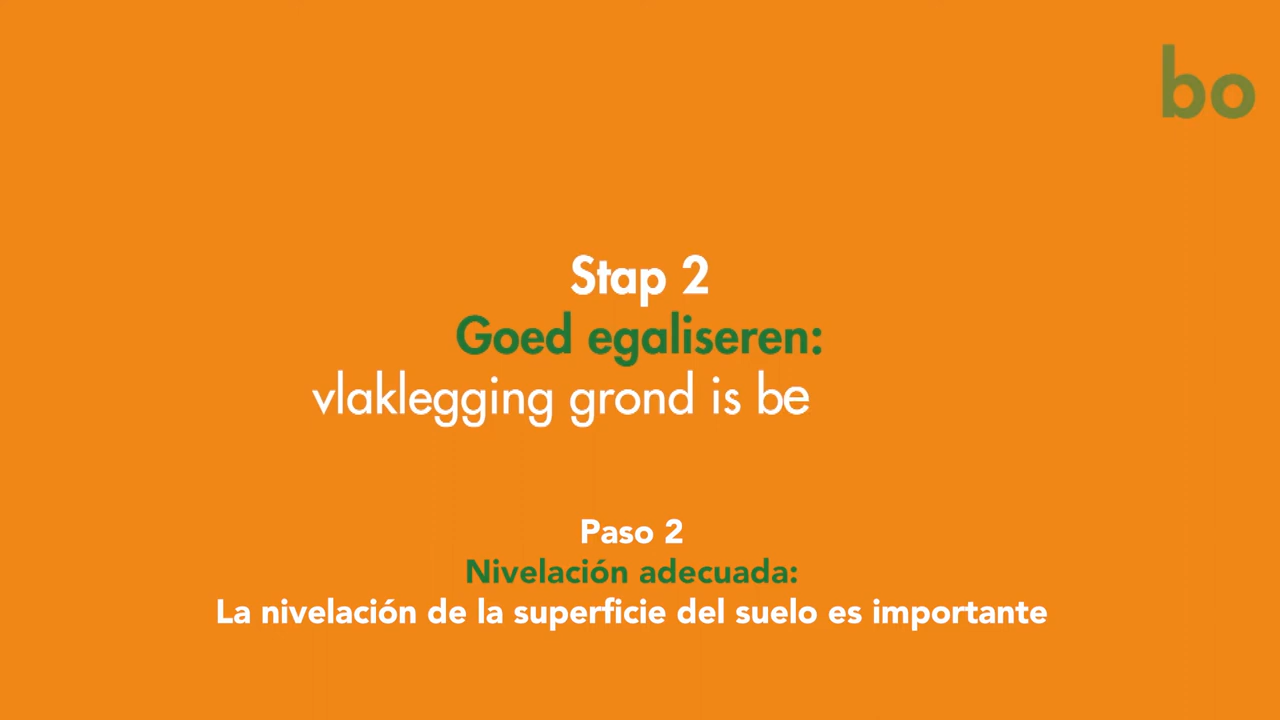 bo
Stap 2
Goed egaliseren:
vlaklegging grond is be
Paso 2
Nivelación adecuada:
La nivelación de la superficie del suelo es importante